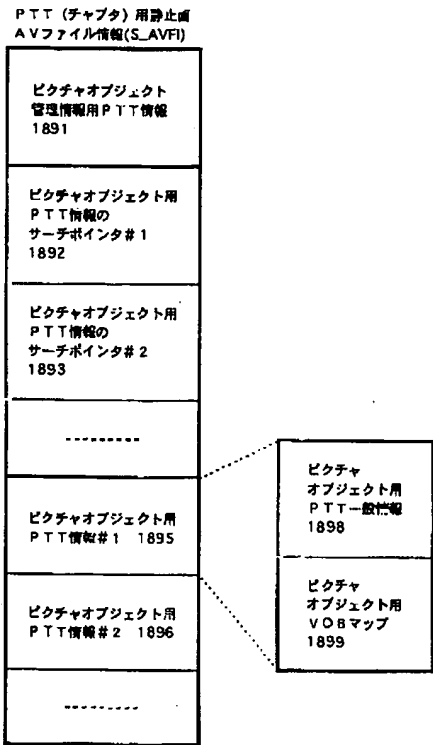 PTT (チャプタ) 用静止画
AVファイル情報(S_AVFI)
ピクチャオブジェクト
管理情報用PTT情報
1891
ピクチャオブジェクト用
PTT情報の
サーチポインタ#1
1892
ピクチャオブジェクト用
PTT情報の
サーチポインタ#2
1893
---------
ピクチャオブジェクト用
PTT情報#1 1895
ピクチャオブジェクト用
PTT情報#2 1896
---------
ピクチャ
オブジェクト用
PTT一般情報
1898
ピクチャ
オブジェクト用
VOBマップ
1899